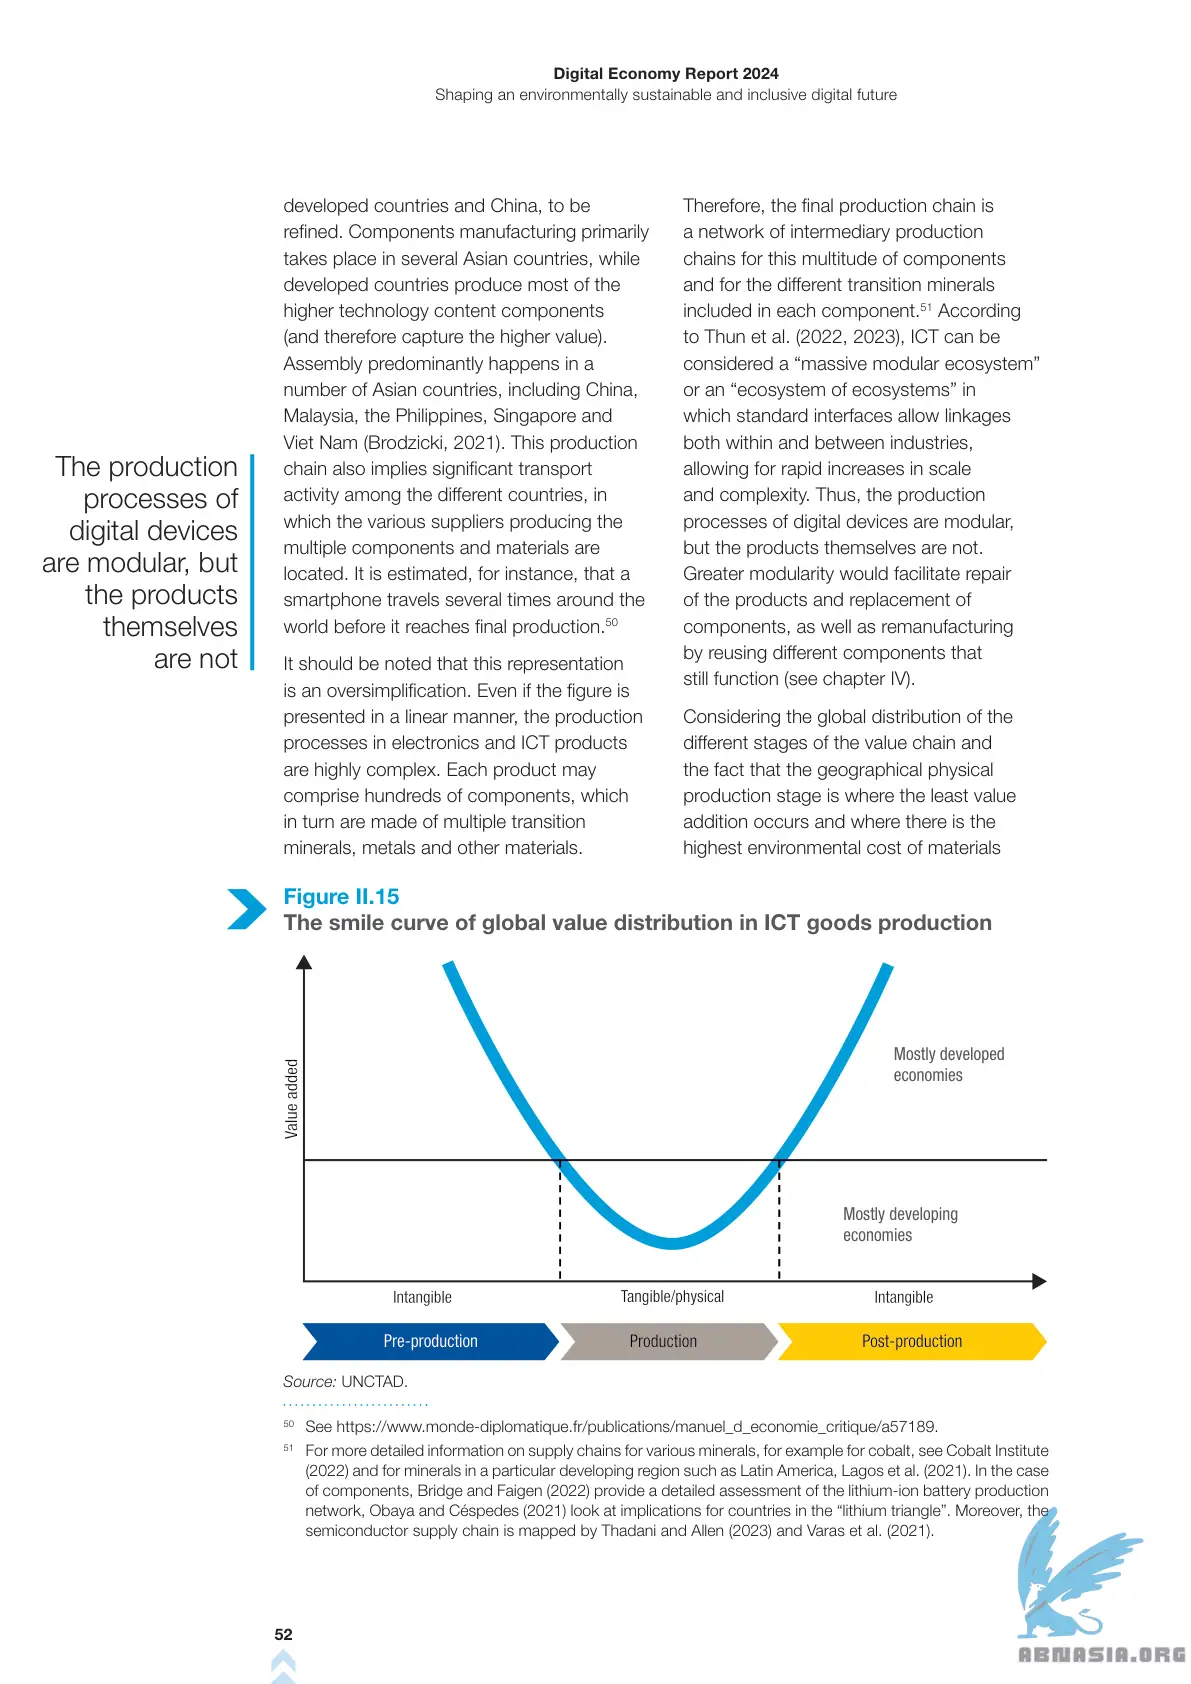 Digital Economy Report 2024
Shaping an environmentally sustainable and inclusive digital future
developed countries and China, to be
refined. Components manufacturing primarily
takes place in several Asian countries, while
developed countries produce most of the
higher technology content components
(and therefore capture the higher value).
Assembly predominantly happens in a
number of Asian countries, including China,
Malaysia, the Philippines, Singapore and
Viet Nam (Brodzicki, 2021). This production
chain also implies significant transport
activity among the different countries, in
which the various suppliers producing the
multiple components and materials are
located. It is estimated, for instance, that a
smartphone travels several times around the
world before it reaches final production.50
It should be noted that this representation
is an oversimplification. Even if the figure is
presented in a linear manner, the production
processes in electronics and ICT products
are highly complex. Each product may
comprise hundreds of components, which
in turn are made of multiple transition
minerals, metals and other materials.
The production
processes of
digital devices
are modular, but
the products
themselves
are not
Therefore, the final production chain is
a network of intermediary production
chains for this multitude of components
and for the different transition minerals
included in each component.51 According
to Thun et al. (2022, 2023), ICT can be
considered a “massive modular ecosystem”
or an “ecosystem of ecosystems” in
which standard interfaces allow linkages
both within and between industries,
allowing for rapid increases in scale
and complexity. Thus, the production
processes of digital devices are modular,
but the products themselves are not.
Greater modularity would facilitate repair
of the products and replacement of
components, as well as remanufacturing
by reusing different components that
still function (see chapter IV).
Considering the global distribution of the
different stages of the value chain and
the fact that the geographical physical
production stage is where the least value
addition occurs and where there is the
highest environmental cost of materials
Figure II.15
The smile curve of global value distribution in ICT goods production
Value added
Mostly developed
economies
Mostly developing
economies
Intangible
Tangible/physical
Intangible
Pre-production
Production
Post-production
Source: UNCTAD.
50 See https://www.monde-diplomatique.fr/publications/manuel_d_economie_critique/a57189.
51 For more detailed information on supply chains for various minerals, for example for cobalt, see Cobalt Institute
(2022) and for minerals in a particular developing region such as Latin America, Lagos et al. (2021). In the case
of components, Bridge and Faigen (2022) provide a detailed assessment of the lithium-ion battery production
network, Obaya and Céspedes (2021) look at implications for countries in the “lithium triangle”. Moreover, the
semiconductor supply chain is mapped by Thadani and Allen (2023) and Varas et al. (2021).
52
ABNASIA.ORG